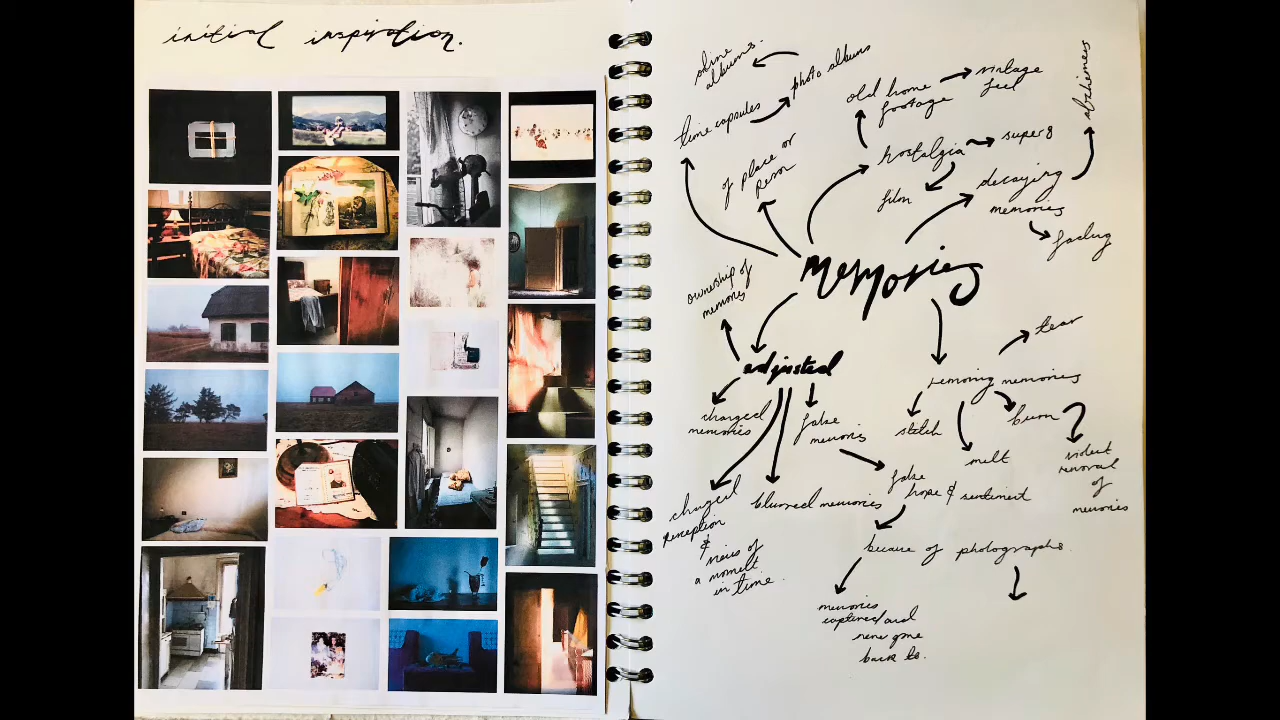 initial inspiration.
albums.
photo albums
time capsules
old home
footage
vintage
feel
nostalgia
super 8
film
of place or
person
decaying
memories
fading
Memories
ownership of
memories
adjusted
changed
memories
false
memories
removing memories
tear
stitch
melt
burn
violent
removal
of
memories
changed
perception
&
views of
a moment
in time.
blurred memories
false
hope & sentiment
because of photographs.
memories
captured and
never gone
back to.